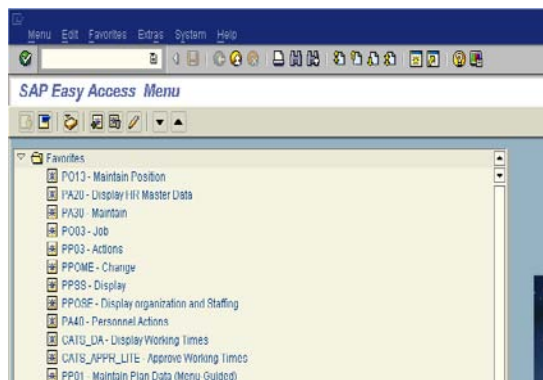 Menu Edit Favorites Extras System Help
SAP Easy Access Menu
Favorites
PO13 - Maintain Position
PA20 - Display HR Master Data
PA30 - Maintain
PO03 - Job
PP03 - Actions
PPOME - Change
PPSS - Display
PPOSE - Display organization and Staffing
PA40 - Personnel Actions
CATS_DA - Display Working Times
CATS_APPR_LITE - Approve Working Times
PP01 - Maintain Plan Data (Menu-Guided)